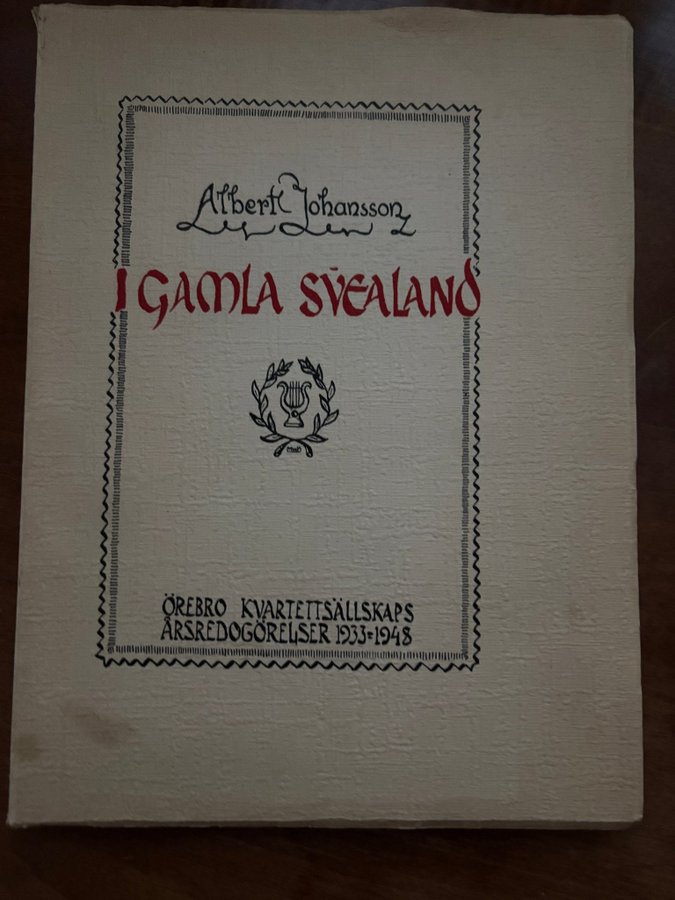 Albert Johansson
I GAMLA SVEALAND
ÖREBRO KVARTETTSÄLLSKAPS
ÅRSREDOGÖRELSER 1933=1948